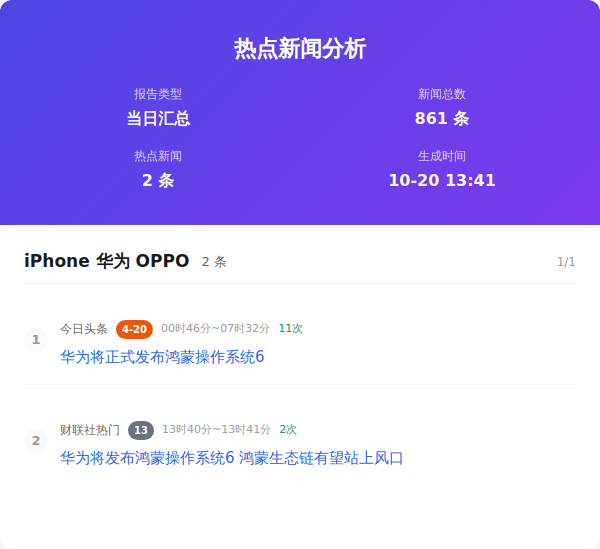 热点新闻分析
报告类型 新闻总数
当日汇总 861 条
热点新闻 生成时间
2 条 10-20 13:41
iPhone 华为 OPPO 2 条 1/1
今日头条 4-20 00时46分~07时32分 11次
1
华为将正式发布鸿蒙操作系统6
财联社热门 13 13时40分~13时41分 2次
2
华为将发布鸿蒙操作系统6 鸿蒙生态链有望站上风口